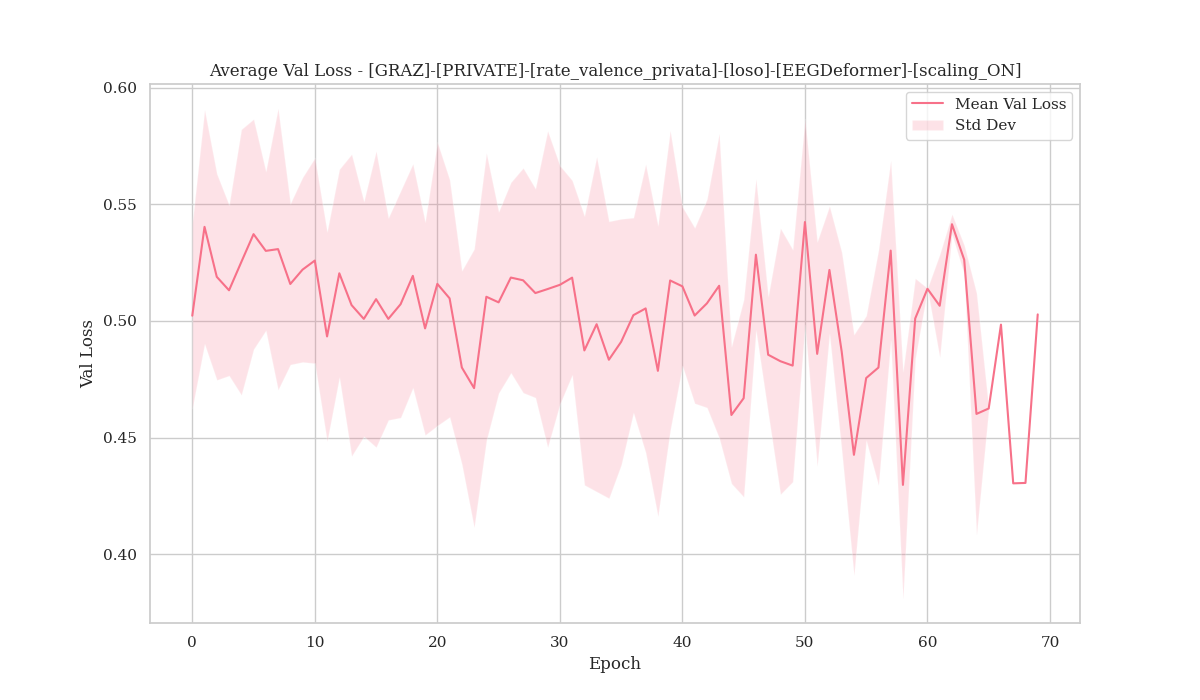 Average Val Loss - [GRAZ]-[PRIVATE]-[rate_valence_privata]-[loso]-[EEGDeformer]-[scaling_ON]
Mean Val Loss
Std Dev
0.60
0.55
0.50
0.45
0.40
Val Loss
0 10 20 30 40 50 60 70
Epoch